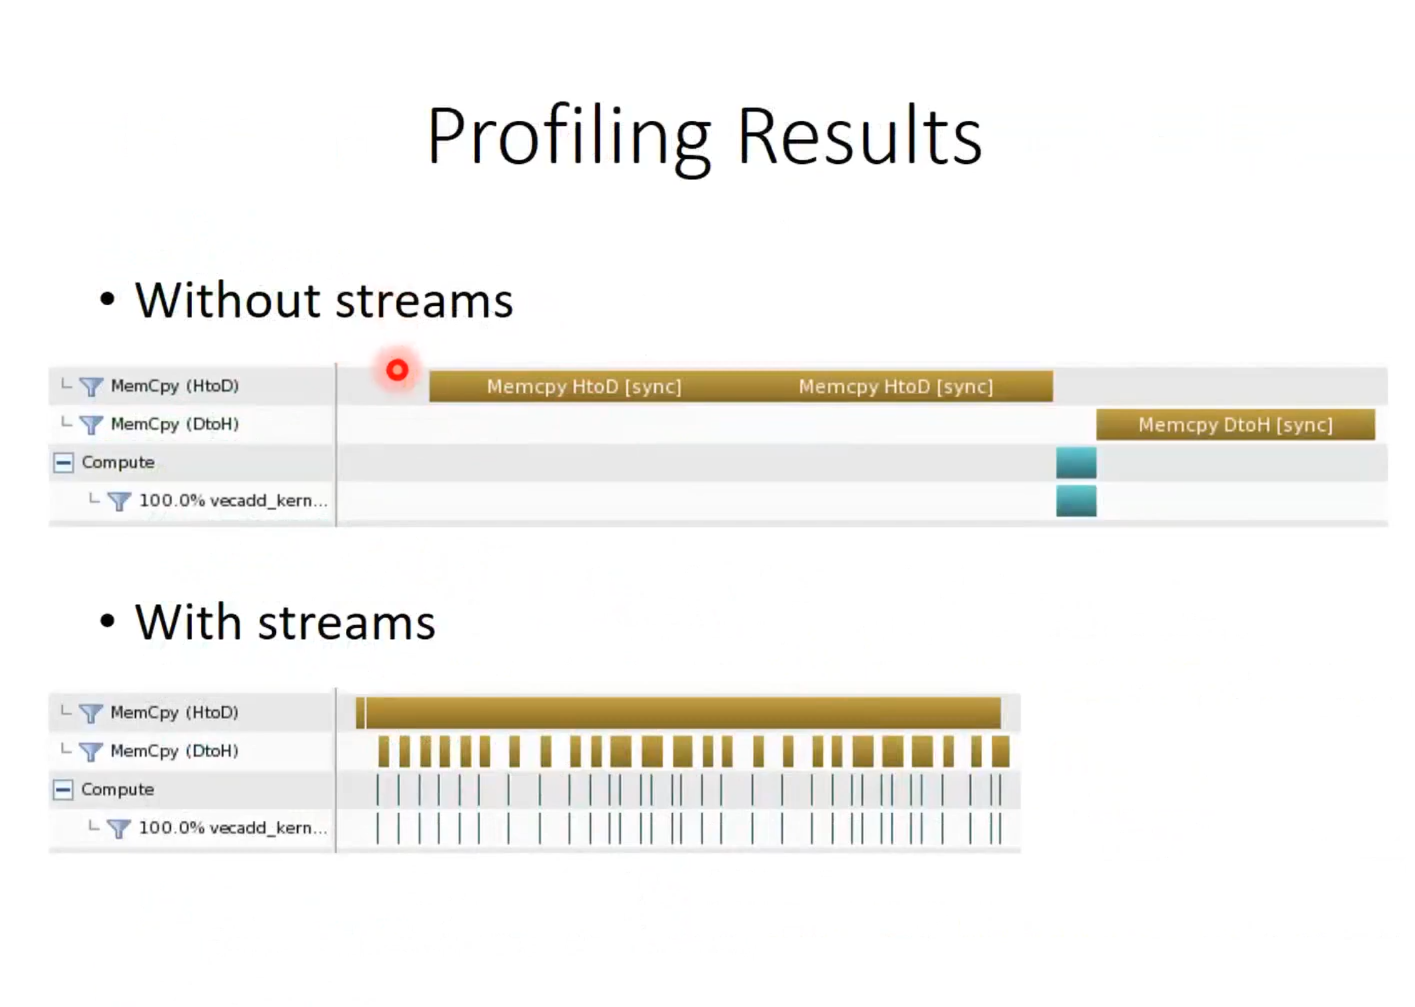 Profiling Results
• Without streams
MemCpy (HtoD)
Memcpy HtoD [sync] Memcpy HtoD [sync]
MemCpy (DtoH)
Memcpy DtoH [sync]
Compute
100.0% vecadd_kern...
• With streams
MemCpy (HtoD)
MemCpy (DtoH)
Compute
100.0% vecadd_kern...